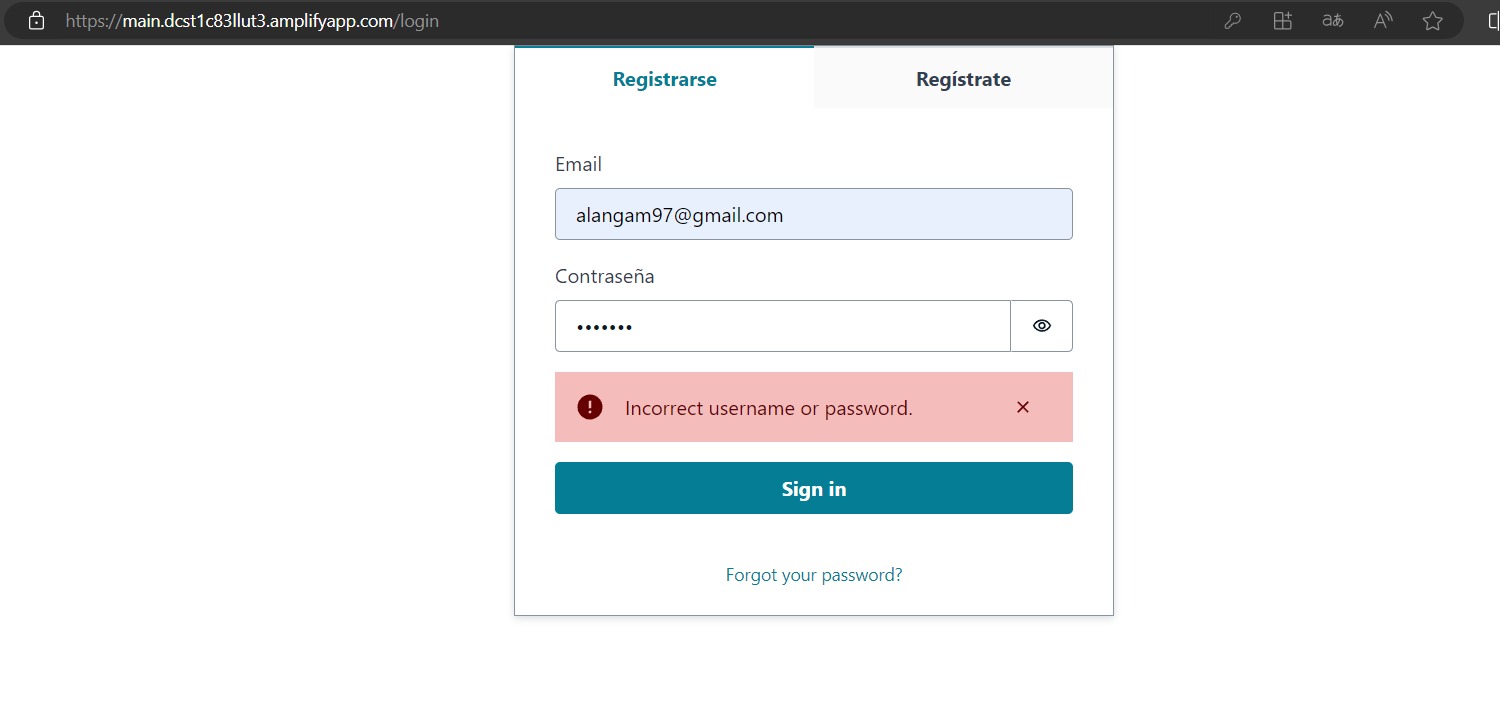 https://main.dcst1c83llut3.amplifyapp.com/login
Registrarse Regístrate
Email
alangam97@gmail.com
Contraseña
•••••••
Incorrect username or password.
Sign in
Forgot your password?